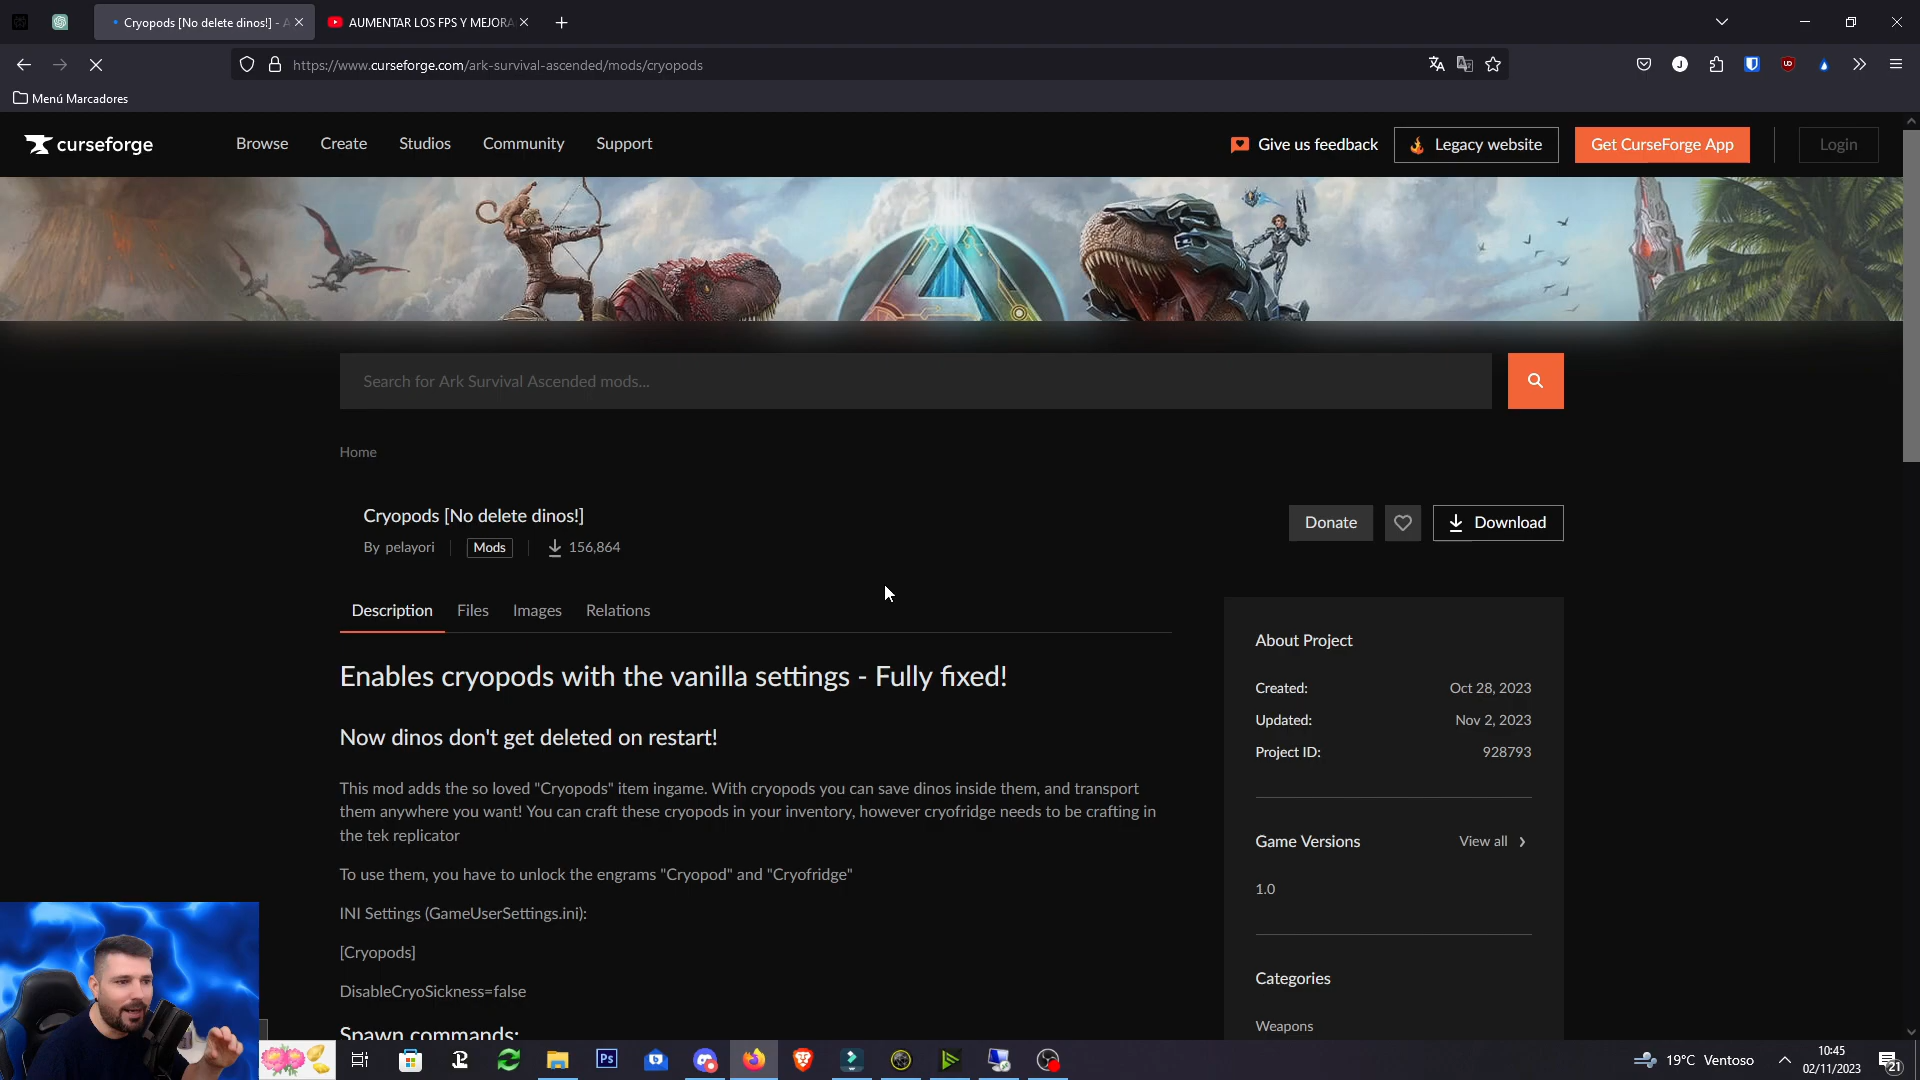 Cryopods [No delete dinos!] - A
AUMENTAR LOS FPS Y MEJORA
https://www.curseforge.com/ark-survival-ascended/mods/cryopods
J
UD
Menú Marcadores
curseforge
Browse
Create
Studios
Community
Support
Give us feedback
Legacy website
Get CurseForge App
Login
Search for Ark Survival Ascended mods...
Home
Cryopods [No delete dinos!]
By pelayori
Mods
156,864
Donate
Download
Description
Files
Images
Relations
Enables cryopods with the vanilla settings - Fully fixed!
Now dinos don't get deleted on restart!
This mod adds the so loved "Cryopods" item ingame. With cryopods you can save dinos inside them, and transport
them anywhere you want! You can craft these cryopods in your inventory, however cryofridge needs to be crafting in
the tek replicator
To use them, you have to unlock the engrams "Cryopod" and "Cryofridge"
INI Settings (GameUserSettings.ini):
[Cryopods]
DisableCryoSickness=false
Spawn commands:
About Project
Created: Oct 28, 2023
Updated: Nov 2, 2023
Project ID: 928793
Game Versions
View all
1.0
Categories
Weapons
Ps
19°C Ventoso
10:45
02/11/2023
21